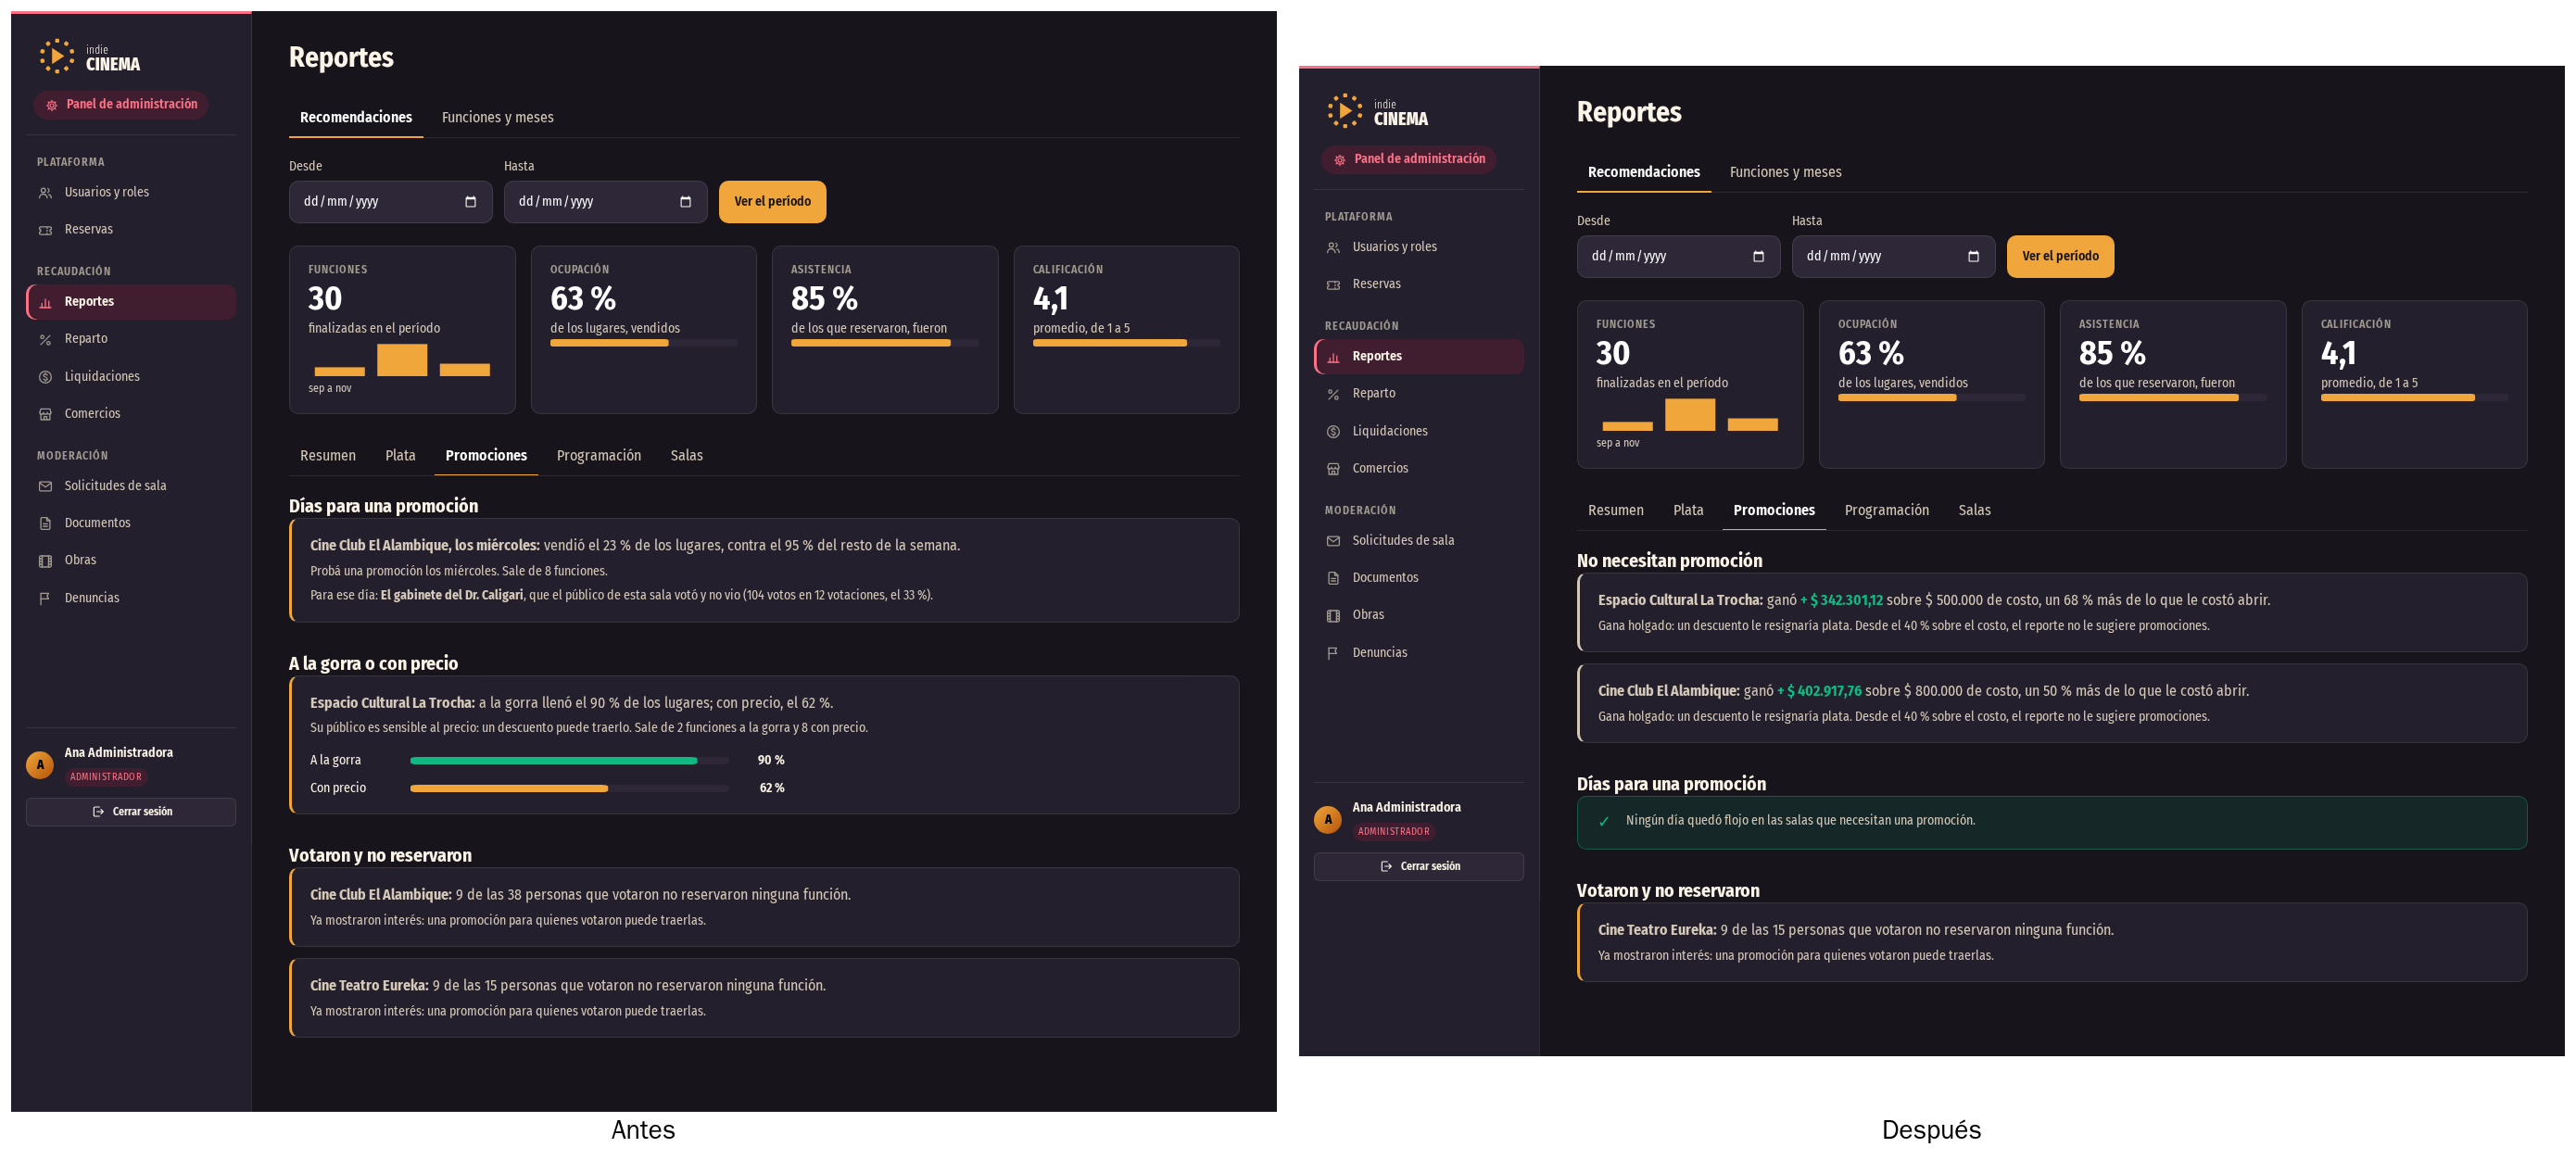 indie
CINEMA
Panel de administración
PLATAFORMA
Usuarios y roles
Reservas
RECAUDACIÓN
Reportes
Reparto
Liquidaciones
Comercios
MODERACIÓN
Solicitudes de sala
Documentos
Obras
Denuncias
A
Ana Administradora
ADMINISTRADOR
Cerrar sesión
Reportes
Recomendaciones Funciones y meses
Desde Hasta
dd/mm/yyyy dd/mm/yyyy Ver el período
FUNCIONES
30
finalizadas en el período
sep a nov
OCUPACIÓN
63 %
de los lugares, vendidos
ASISTENCIA
85 %
de los que reservaron, fueron
CALIFICACIÓN
4,1
promedio, de 1 a 5
Resumen Plata Promociones Programación Salas
Días para una promoción
Cine Club El Alambique, los miércoles: vendió el 23 % de los lugares, contra el 95 % del resto de la semana.
Probá una promoción los miércoles. Sale de 8 funciones.
Para ese día: El gabinete del Dr. Caligari, que el público de esta sala votó y no vio (104 votos en 12 votaciones, el 33 %).
A la gorra o con precio
Espacio Cultural La Trocha: a la gorra llenó el 90 % de los lugares; con precio, el 62 %.
Su público es sensible al precio: un descuento puede traerlo. Sale de 2 funciones a la gorra y 8 con precio.
A la gorra 90 %
Con precio 62 %
Votaron y no reservaron
Cine Club El Alambique: 9 de las 38 personas que votaron no reservaron ninguna función.
Ya mostraron interés: una promoción para quienes votaron puede traerlas.
Cine Teatro Eureka: 9 de las 15 personas que votaron no reservaron ninguna función.
Ya mostraron interés: una promoción para quienes votaron puede traerlas.
Antes
indie
CINEMA
Panel de administración
PLATAFORMA
Usuarios y roles
Reservas
RECAUDACIÓN
Reportes
Reparto
Liquidaciones
Comercios
MODERACIÓN
Solicitudes de sala
Documentos
Obras
Denuncias
A
Ana Administradora
ADMINISTRADOR
Cerrar sesión
Reportes
Recomendaciones Funciones y meses
Desde Hasta
dd/mm/yyyy dd/mm/yyyy Ver el período
FUNCIONES
30
finalizadas en el período
sep a nov
OCUPACIÓN
63 %
de los lugares, vendidos
ASISTENCIA
85 %
de los que reservaron, fueron
CALIFICACIÓN
4,1
promedio, de 1 a 5
Resumen Plata Promociones Programación Salas
No necesitan promoción
Espacio Cultural La Trocha: ganó + $ 342.301,12 sobre $ 500.000 de costo, un 68 % más de lo que le costó abrir.
Gana holgado: un descuento le resignaría plata. Desde el 40 % sobre el costo, el reporte no le sugiere promociones.
Cine Club El Alambique: ganó + $ 402.917,76 sobre $ 800.000 de costo, un 50 % más de lo que le costó abrir.
Gana holgado: un descuento le resignaría plata. Desde el 40 % sobre el costo, el reporte no le sugiere promociones.
Días para una promoción
✓ Ningún día quedó flojo en las salas que necesitan una promoción.
Votaron y no reservaron
Cine Teatro Eureka: 9 de las 15 personas que votaron no reservaron ninguna función.
Ya mostraron interés: una promoción para quienes votaron puede traerlas.
Después